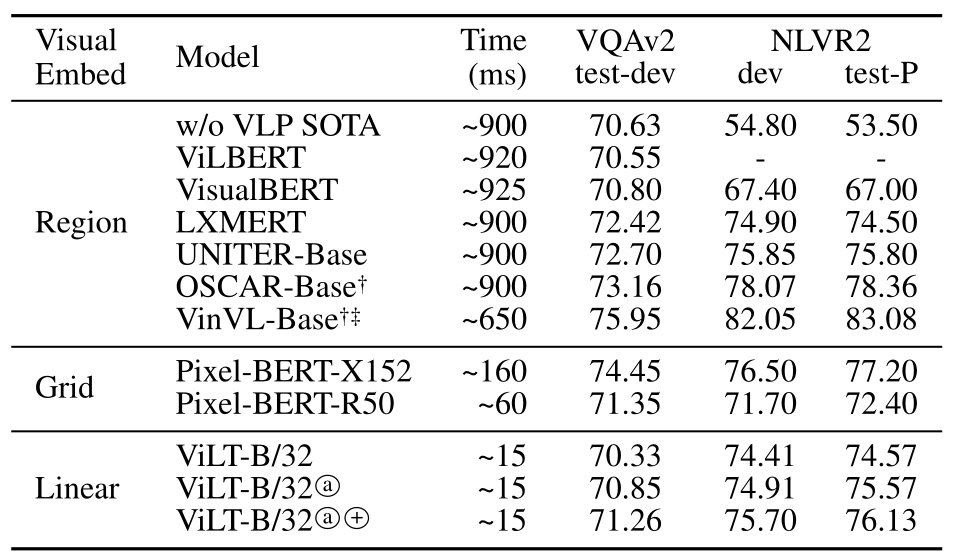 Visual Embed Model Time (ms) VQAv2 test-dev NLVR2 dev test-P
w/o VLP SOTA ~900 70.63 54.80 53.50
ViLBERT ~920 70.55 - -
VisualBERT ~925 70.80 67.40 67.00
Region LXMERT ~900 72.42 74.90 74.50
UNITER-Base ~900 72.70 75.85 75.80
OSCAR-Base† ~900 73.16 78.07 78.36
VinVL-Base†‡ ~650 75.95 82.05 83.08
Grid Pixel-BERT-X152 ~160 74.45 76.50 77.20
Pixel-BERT-R50 ~60 71.35 71.70 72.40
ViLT-B/32 ~15 70.33 74.41 74.57
Linear ViLT-B/32ⓐ ~15 70.85 74.91 75.57
ViLT-B/32ⓐ⊕ ~15 71.26 75.70 76.13